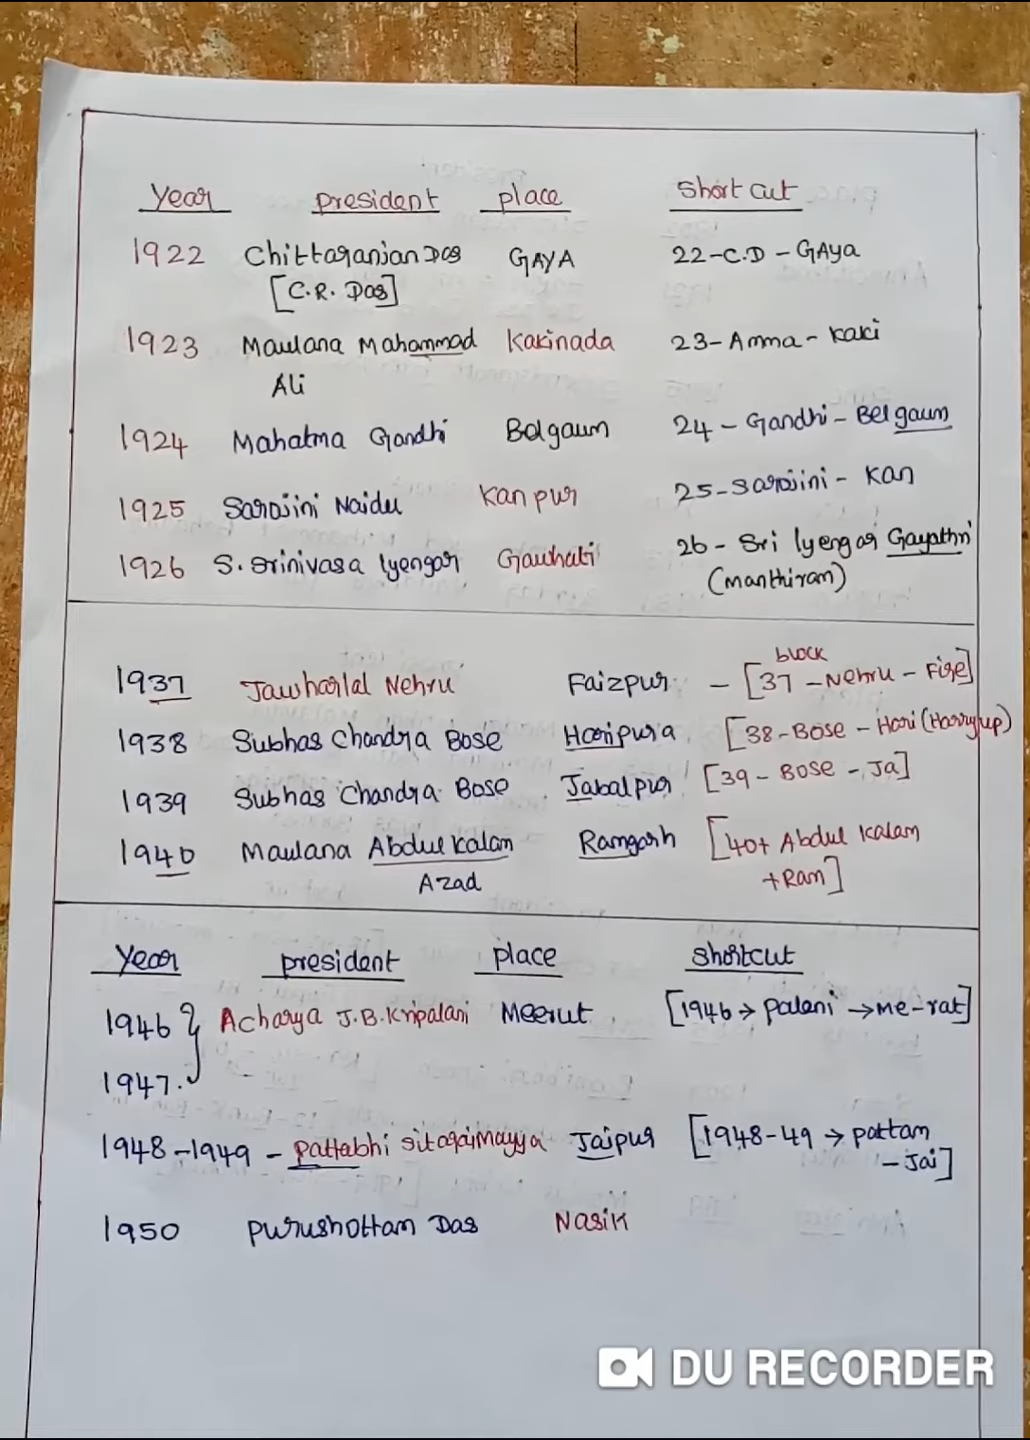 Year president place Short cut
1922 Chittaranjan Das GAYA 22-C.D-GAya
[C.R. Das]
1923 Maulana Mahammad Kakinada 23-Amma-kaki
Ali
1924 Mahatma Gandhi Belgaum 24-Gandhi-Belgaum
1925 Sarojini Naidu Kanpur 25-Sarojini-Kan
1926 S. Srinivasa Iyengar Gauhati 26-Sri Iyengar Gayathri
(Manthiram)
block
1937 Jawharlal Nehru Faizpur - [37-Nehru-Fire]
1938 Subhas Chandra Bose Haripura [38-Bose-Hari (Harryup)
1939 Subhas Chandra Bose Jabalpur [39-Bose-Ja]
1940 Maulana Abdul kalam Ramgarh [40+ Abdul Kalam
Azad +Ram]
Year president place shortcut
1946 } Acharya J.B. Kripalani Meerut [1946→palani→me-rat]
1947.
1948-1949 - Pattabhi Sitaraimayya Jaipur [1948-49→pattam
-Jai]
1950 Purushottam Das Nasik
DU RECORDER